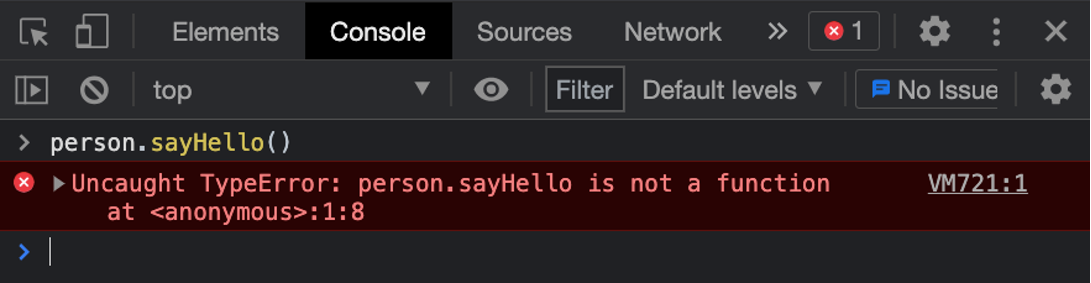 Elements Console Sources Network » 1
top Filter Default levels No Issue
> person.sayHello()
Uncaught TypeError: person.sayHello is not a function VM721:1
at <anonymous>:1:8
>